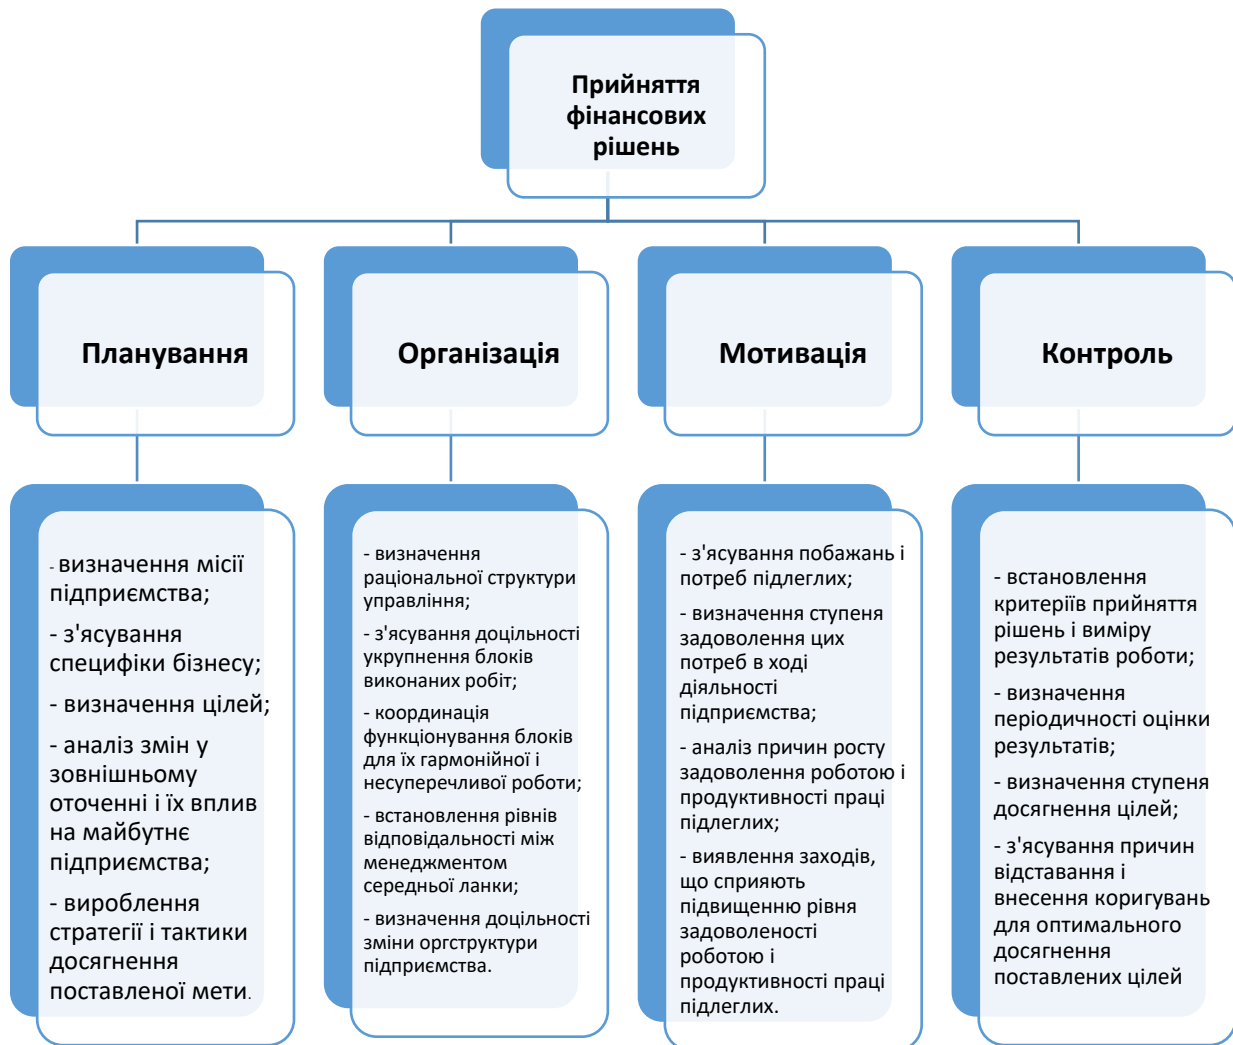 Прийняття
фінансових
рішень
Планування
Організація
Мотивація
Контроль
- визначення місії
підприємства;
- з'ясування
специфіки бізнесу;
- визначення цілей;
- аналіз змін у
зовнішньому
оточенні і їх вплив
на майбутнє
підприємства;
- вироблення
стратегії і тактики
досягнення
поставленої мети.
- визначення
раціональної структури
управління;
- з'ясування доцільності
укрупнення блоків
виконаних робіт;
- координація
функціонування блоків
для їх гармонійної і
несуперечливої роботи;
- встановлення рівнів
відповідальності між
менеджментом
середньої ланки;
- визначення доцільності
зміни оргструктури
підприємства.
- з'ясування побажань і
потреб підлеглих;
- визначення ступеня
задоволення цих
потреб в ході
діяльності
підприємства;
- аналіз причин росту
задоволення роботою і
продуктивності праці
підлеглих;
- виявлення заходів,
що сприяють
підвищенню рівня
задоволеності
роботою і
продуктивності праці
підлеглих.
- встановлення
критеріїв прийняття
рішень і виміру
результатів роботи;
- визначення
періодичності оцінки
результатів;
- визначення ступеня
досягнення цілей;
- з'ясування причин
відставання і
внесення коригувань
для оптимального
досягнення
поставлених цілей